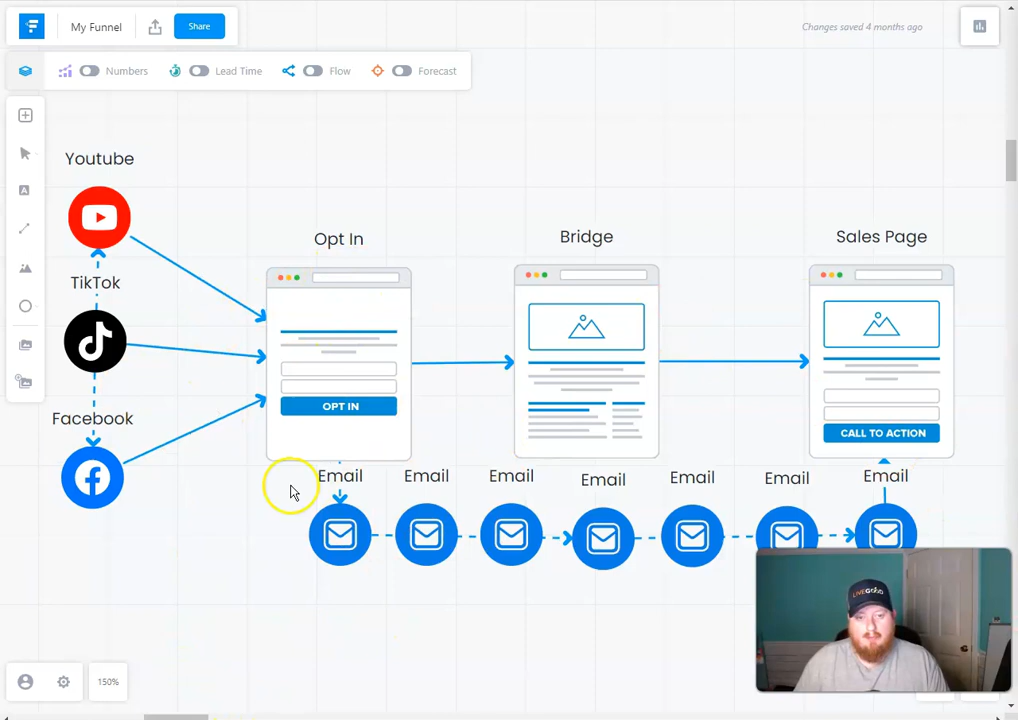 My Funnel
Share
Changes saved 4 months ago
Numbers
Lead Time
Flow
Forecast
Youtube
TikTok
Facebook
Opt In
OPT IN
Bridge
Sales Page
CALL TO ACTION
Email
Email
Email
Email
Email
Email
Email
A
LIVEGOOD
150%